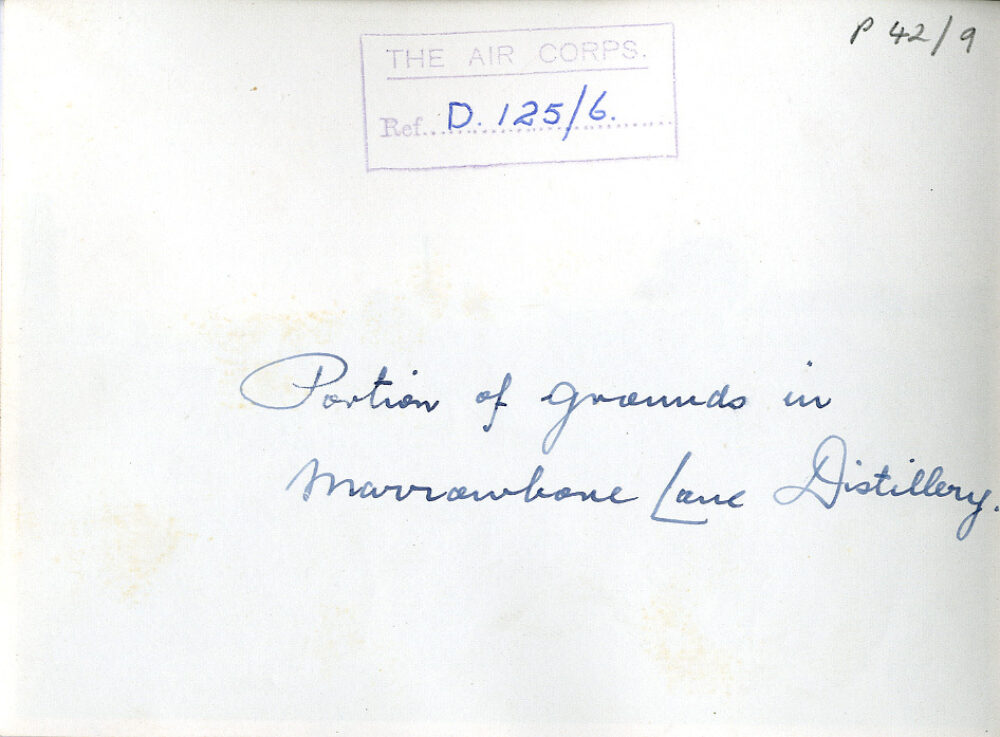 P 42/9
THE AIR CORPS.
Ref. D. 125/6.
Portion of grounds in
Marrowbone Lane Distillery.